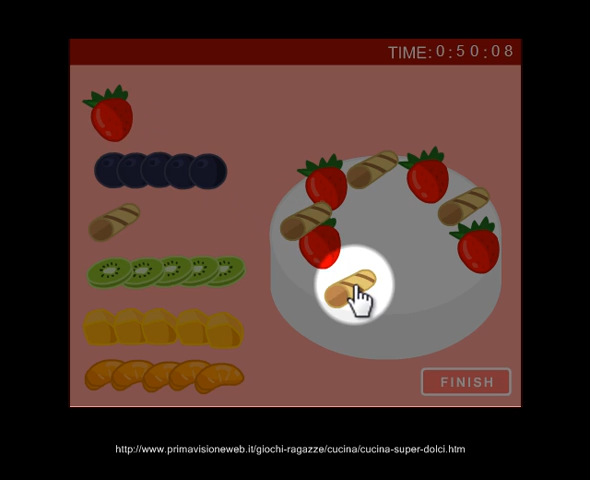 TIME: 0:50:08
FINISH
http://www.primavisioneweb.it/giochi-ragazze/cucina/cucina-super-dolci.htm